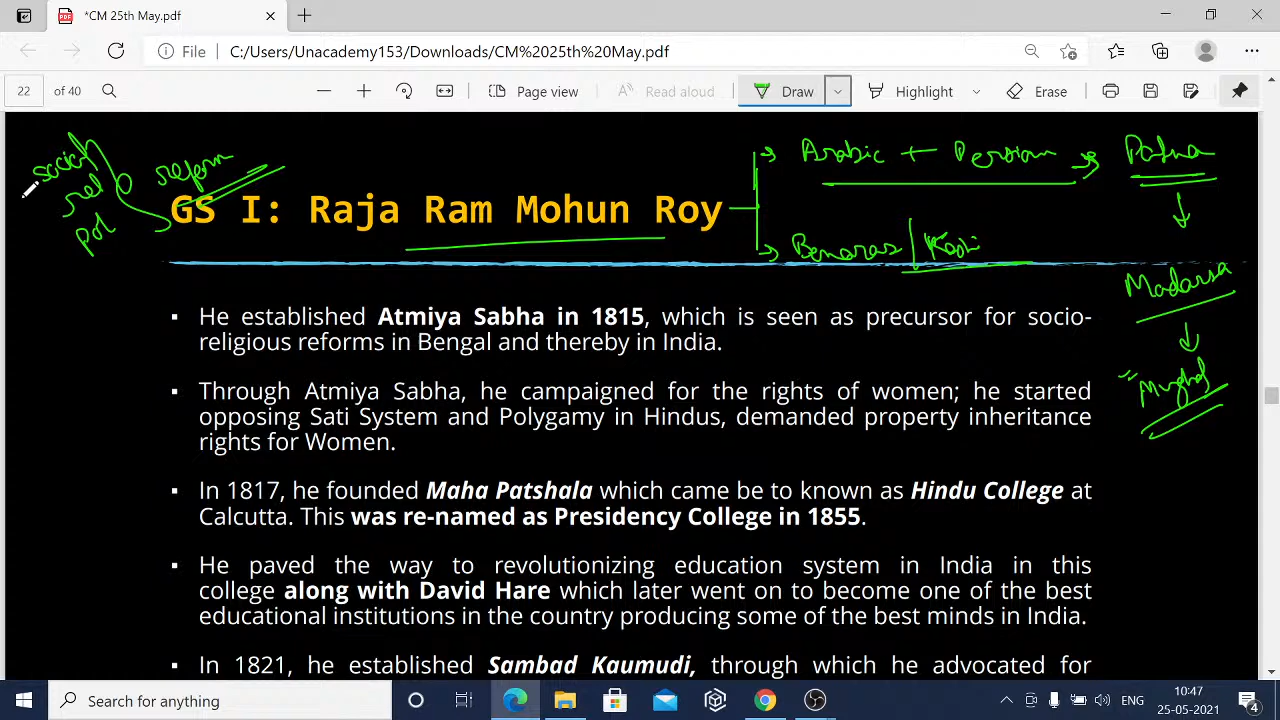 *CM 25th May.pdf
File C:/Users/Unacademy153/Downloads/CM%2025th%20May.pdf
22 of 40 Page view Read aloud Draw Highlight Erase
social
rel
pol
reform
Arabic + Persian → Patna
GS I: Raja Ram Mohun Roy
Benaras / Kashi
Madarsa
"Mughal
▪ He established Atmiya Sabha in 1815, which is seen as precursor for socio-
religious reforms in Bengal and thereby in India.
▪ Through Atmiya Sabha, he campaigned for the rights of women; he started
opposing Sati System and Polygamy in Hindus, demanded property inheritance
rights for Women.
▪ In 1817, he founded Maha Patshala which came be to known as Hindu College at
Calcutta. This was re-named as Presidency College in 1855.
▪ He paved the way to revolutionizing education system in India in this
college along with David Hare which later went on to become one of the best
educational institutions in the country producing some of the best minds in India.
▪ In 1821, he established Sambad Kaumudi, through which he advocated for
Search for anything
ENG
10:47
25-05-2021
4